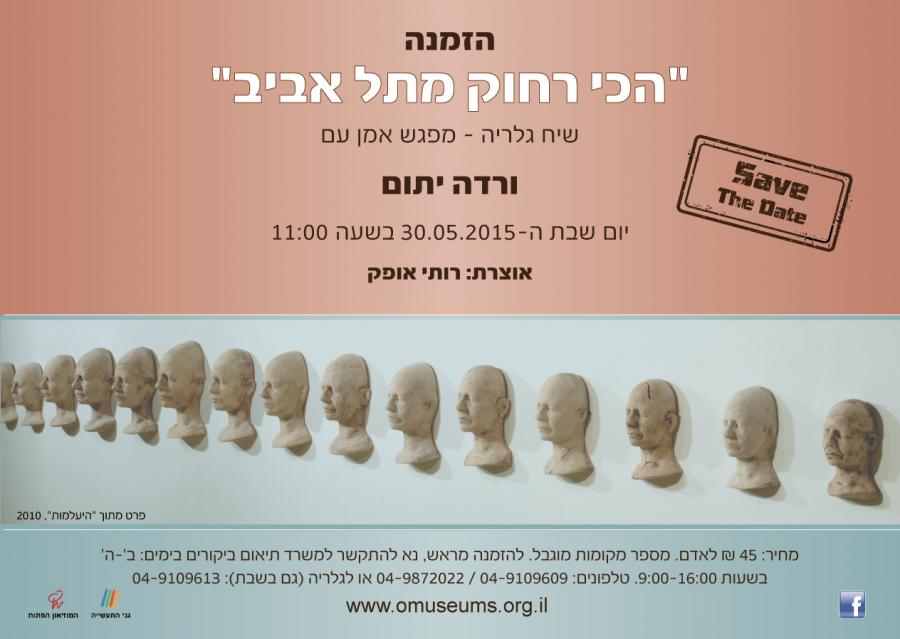 הזמנה
"הכי רחוק מתל אביב"
שיח גלריה - מפגש אמן עם
ורדה יתום
יום שבת ה-30.05.2015 בשעה 11:00
אוצרת: רותי אופק
Save
The Date
פרט מתוך "היעלמות", 2010
מחיר: 45 ₪ לאדם. מספר מקומות מוגבל. להזמנה מראש, נא להתקשר למשרד תיאום ביקורים בימים: ב'-ה'
בשעות 9:00-16:00. טלפונים: 04-9109609 / 04-9872022 או לגלריה (גם בשבת): 04-9109613
www.omuseums.org.il
גני התעשייה
המוזיאון הפתוח
f